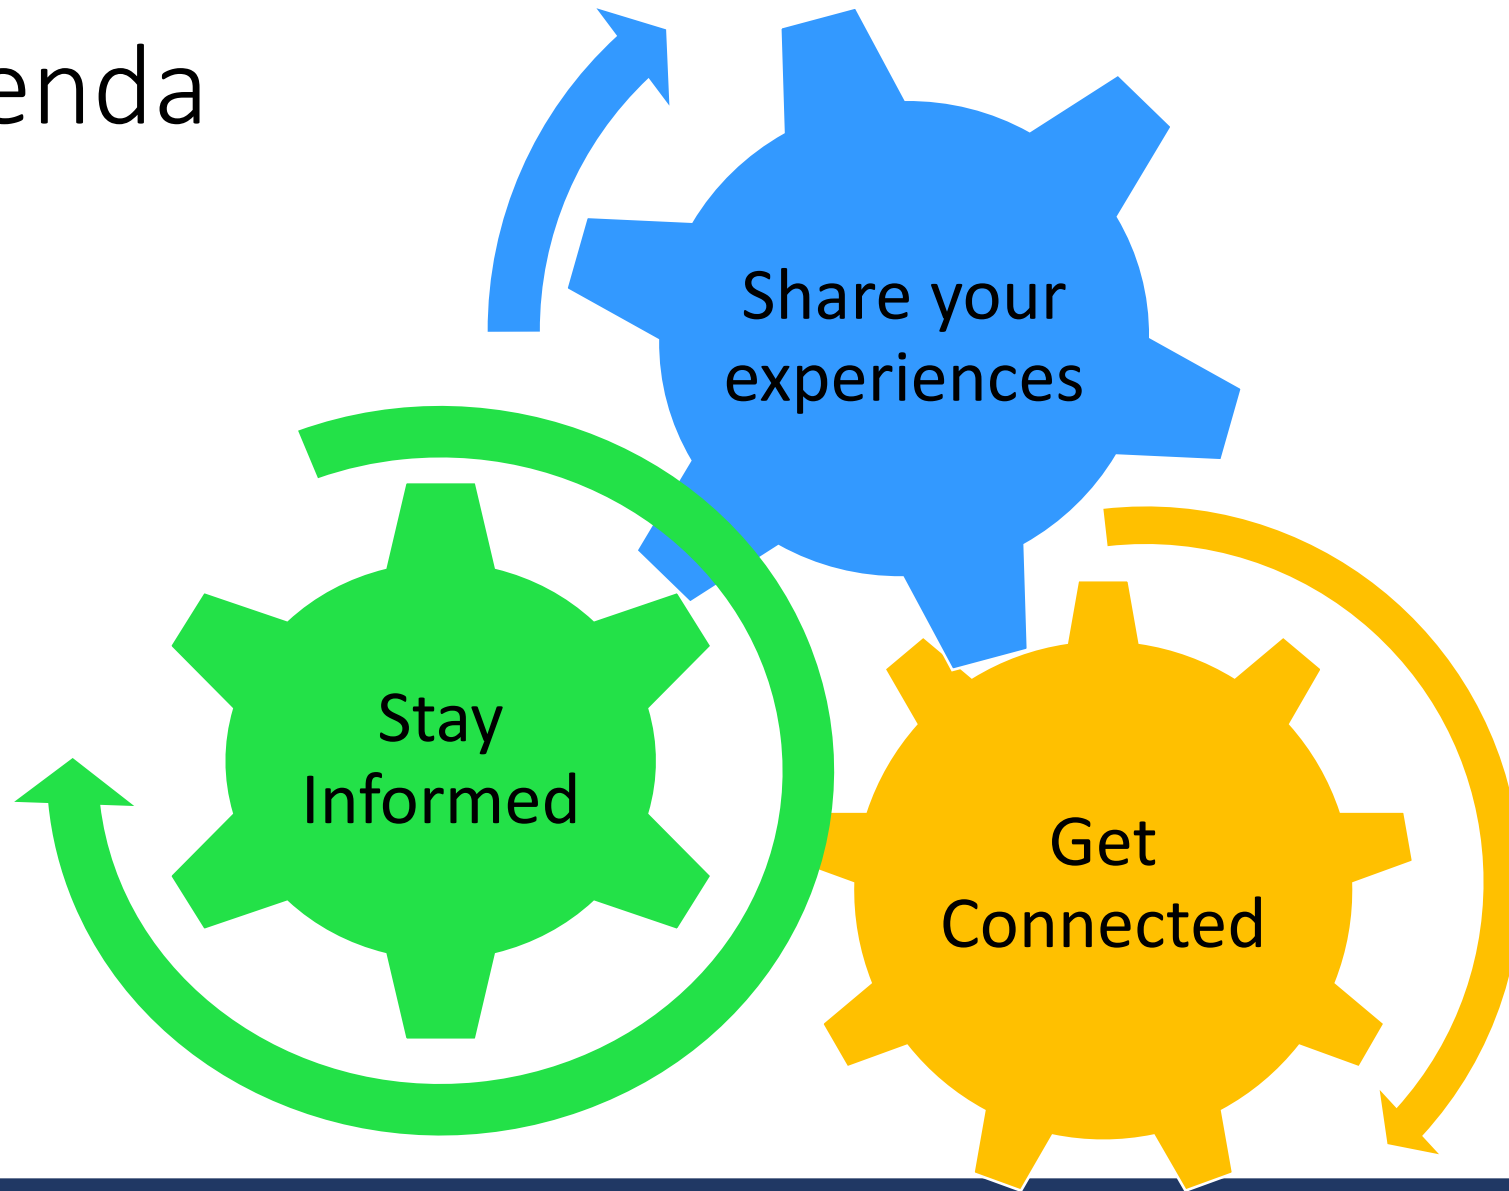 enda
Share your
experiences
Stay
Informed
Get
Connected